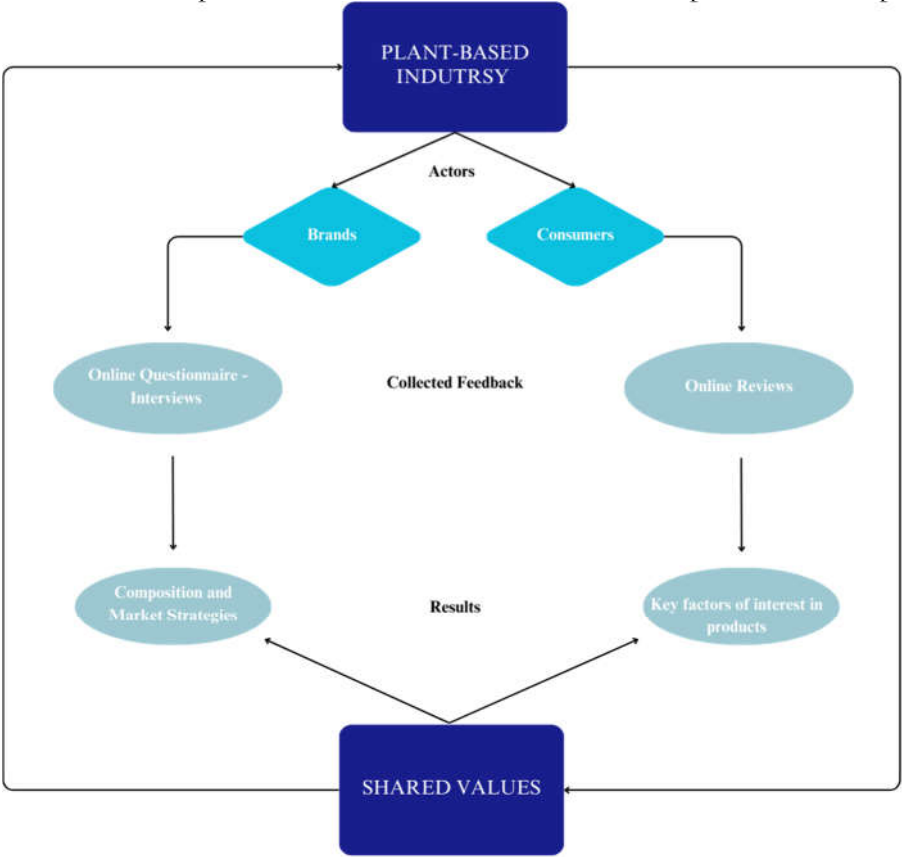 PLANT-BASED
INDUTRSY
Actors
Brands
Consumers
Online Questionnaire -
Interviews
Collected Feedback
Online Reviews
Composition and
Market Strategies
Results
Key factors of interest in
products
SHARED VALUES